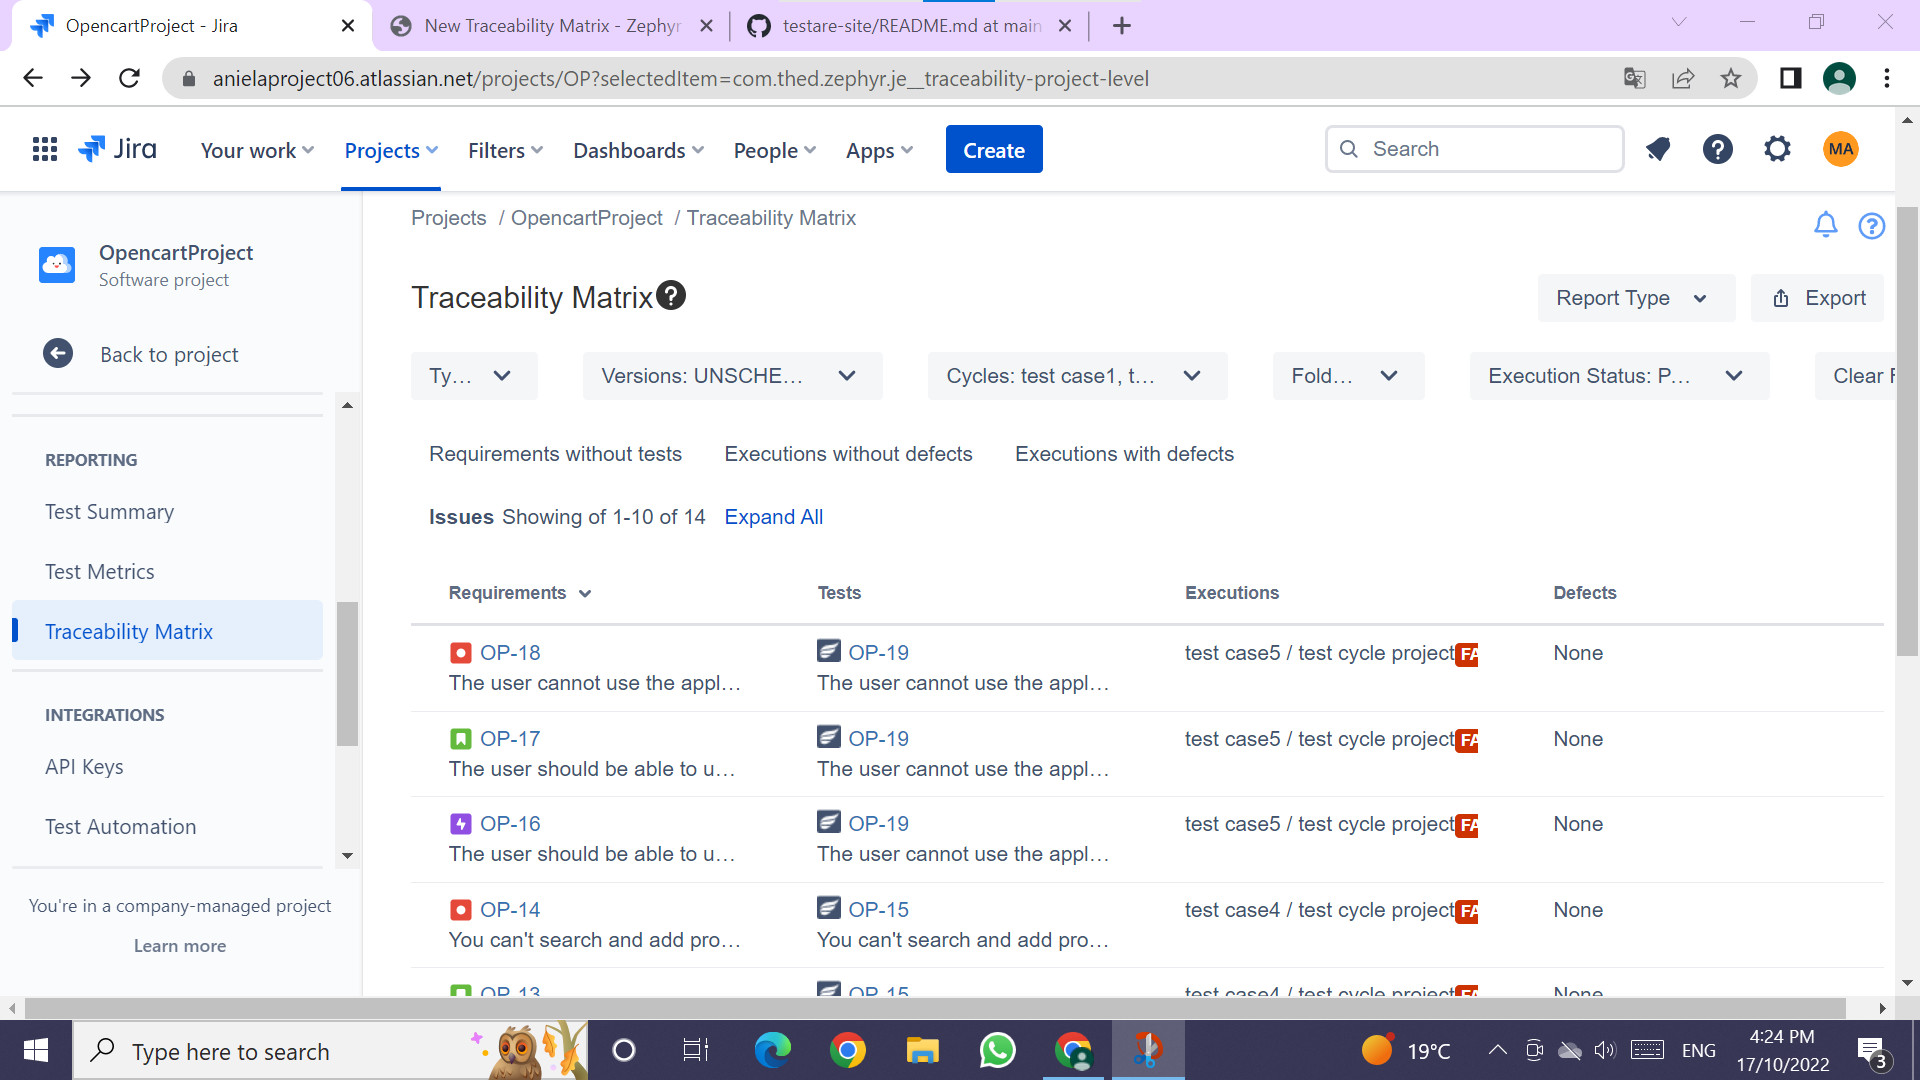 OpencartProject - Jira
New Traceability Matrix - Zephyr
testare-site/README.md at main
anielaproject06.atlassian.net/projects/OP?selectedItem=com.thed.zephyr.je__traceability-project-level
Jira
Your work
Projects
Filters
Dashboards
People
Apps
Create
Search
MA
OpencartProject
Software project
Back to project
REPORTING
Test Summary
Test Metrics
Traceability Matrix
INTEGRATIONS
API Keys
Test Automation
You're in a company-managed project
Learn more
Projects / OpencartProject / Traceability Matrix
Traceability Matrix
Report Type
Export
Ty...
Versions: UNSCHE...
Cycles: test case1, t...
Fold...
Execution Status: P...
Clear F
Requirements without tests
Executions without defects
Executions with defects
Issues Showing of 1-10 of 14 Expand All
Requirements Tests Executions Defects
OP-18 OP-19 test case5 / test cycle project FA None
The user cannot use the appl... The user cannot use the appl...
OP-17 OP-19 test case5 / test cycle project FA None
The user should be able to u... The user cannot use the appl...
OP-16 OP-19 test case5 / test cycle project FA None
The user should be able to u... The user cannot use the appl...
OP-14 OP-15 test case4 / test cycle project FA None
You can't search and add pro... You can't search and add pro...
OP-13 OP-15 test case4 / test cycle project FA None
Type here to search
19°C
ENG
4:24 PM
17/10/2022
3